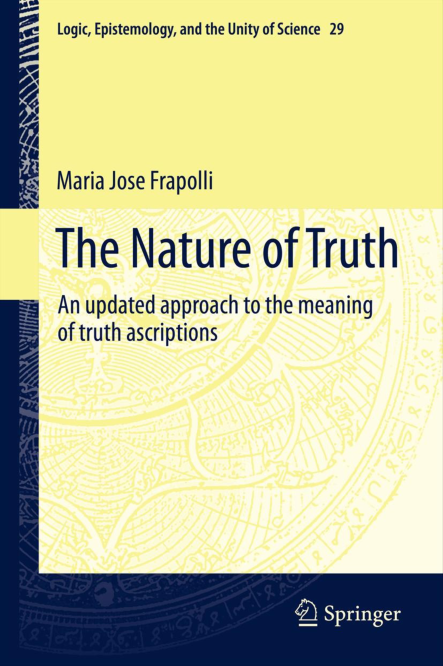 Logic, Epistemology, and the Unity of Science 29
Maria Jose Frapolli
The Nature of Truth
An updated approach to the meaning
of truth ascriptions
Springer